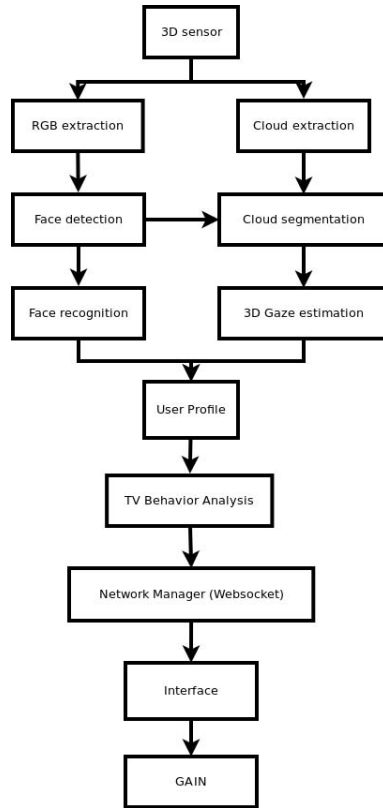 3D sensor
RGB extraction
Cloud extraction
Face detection
Cloud segmentation
Face recognition
3D Gaze estimation
User Profile
TV Behavior Analysis
Network Manager (Websocket)
Interface
GAIN